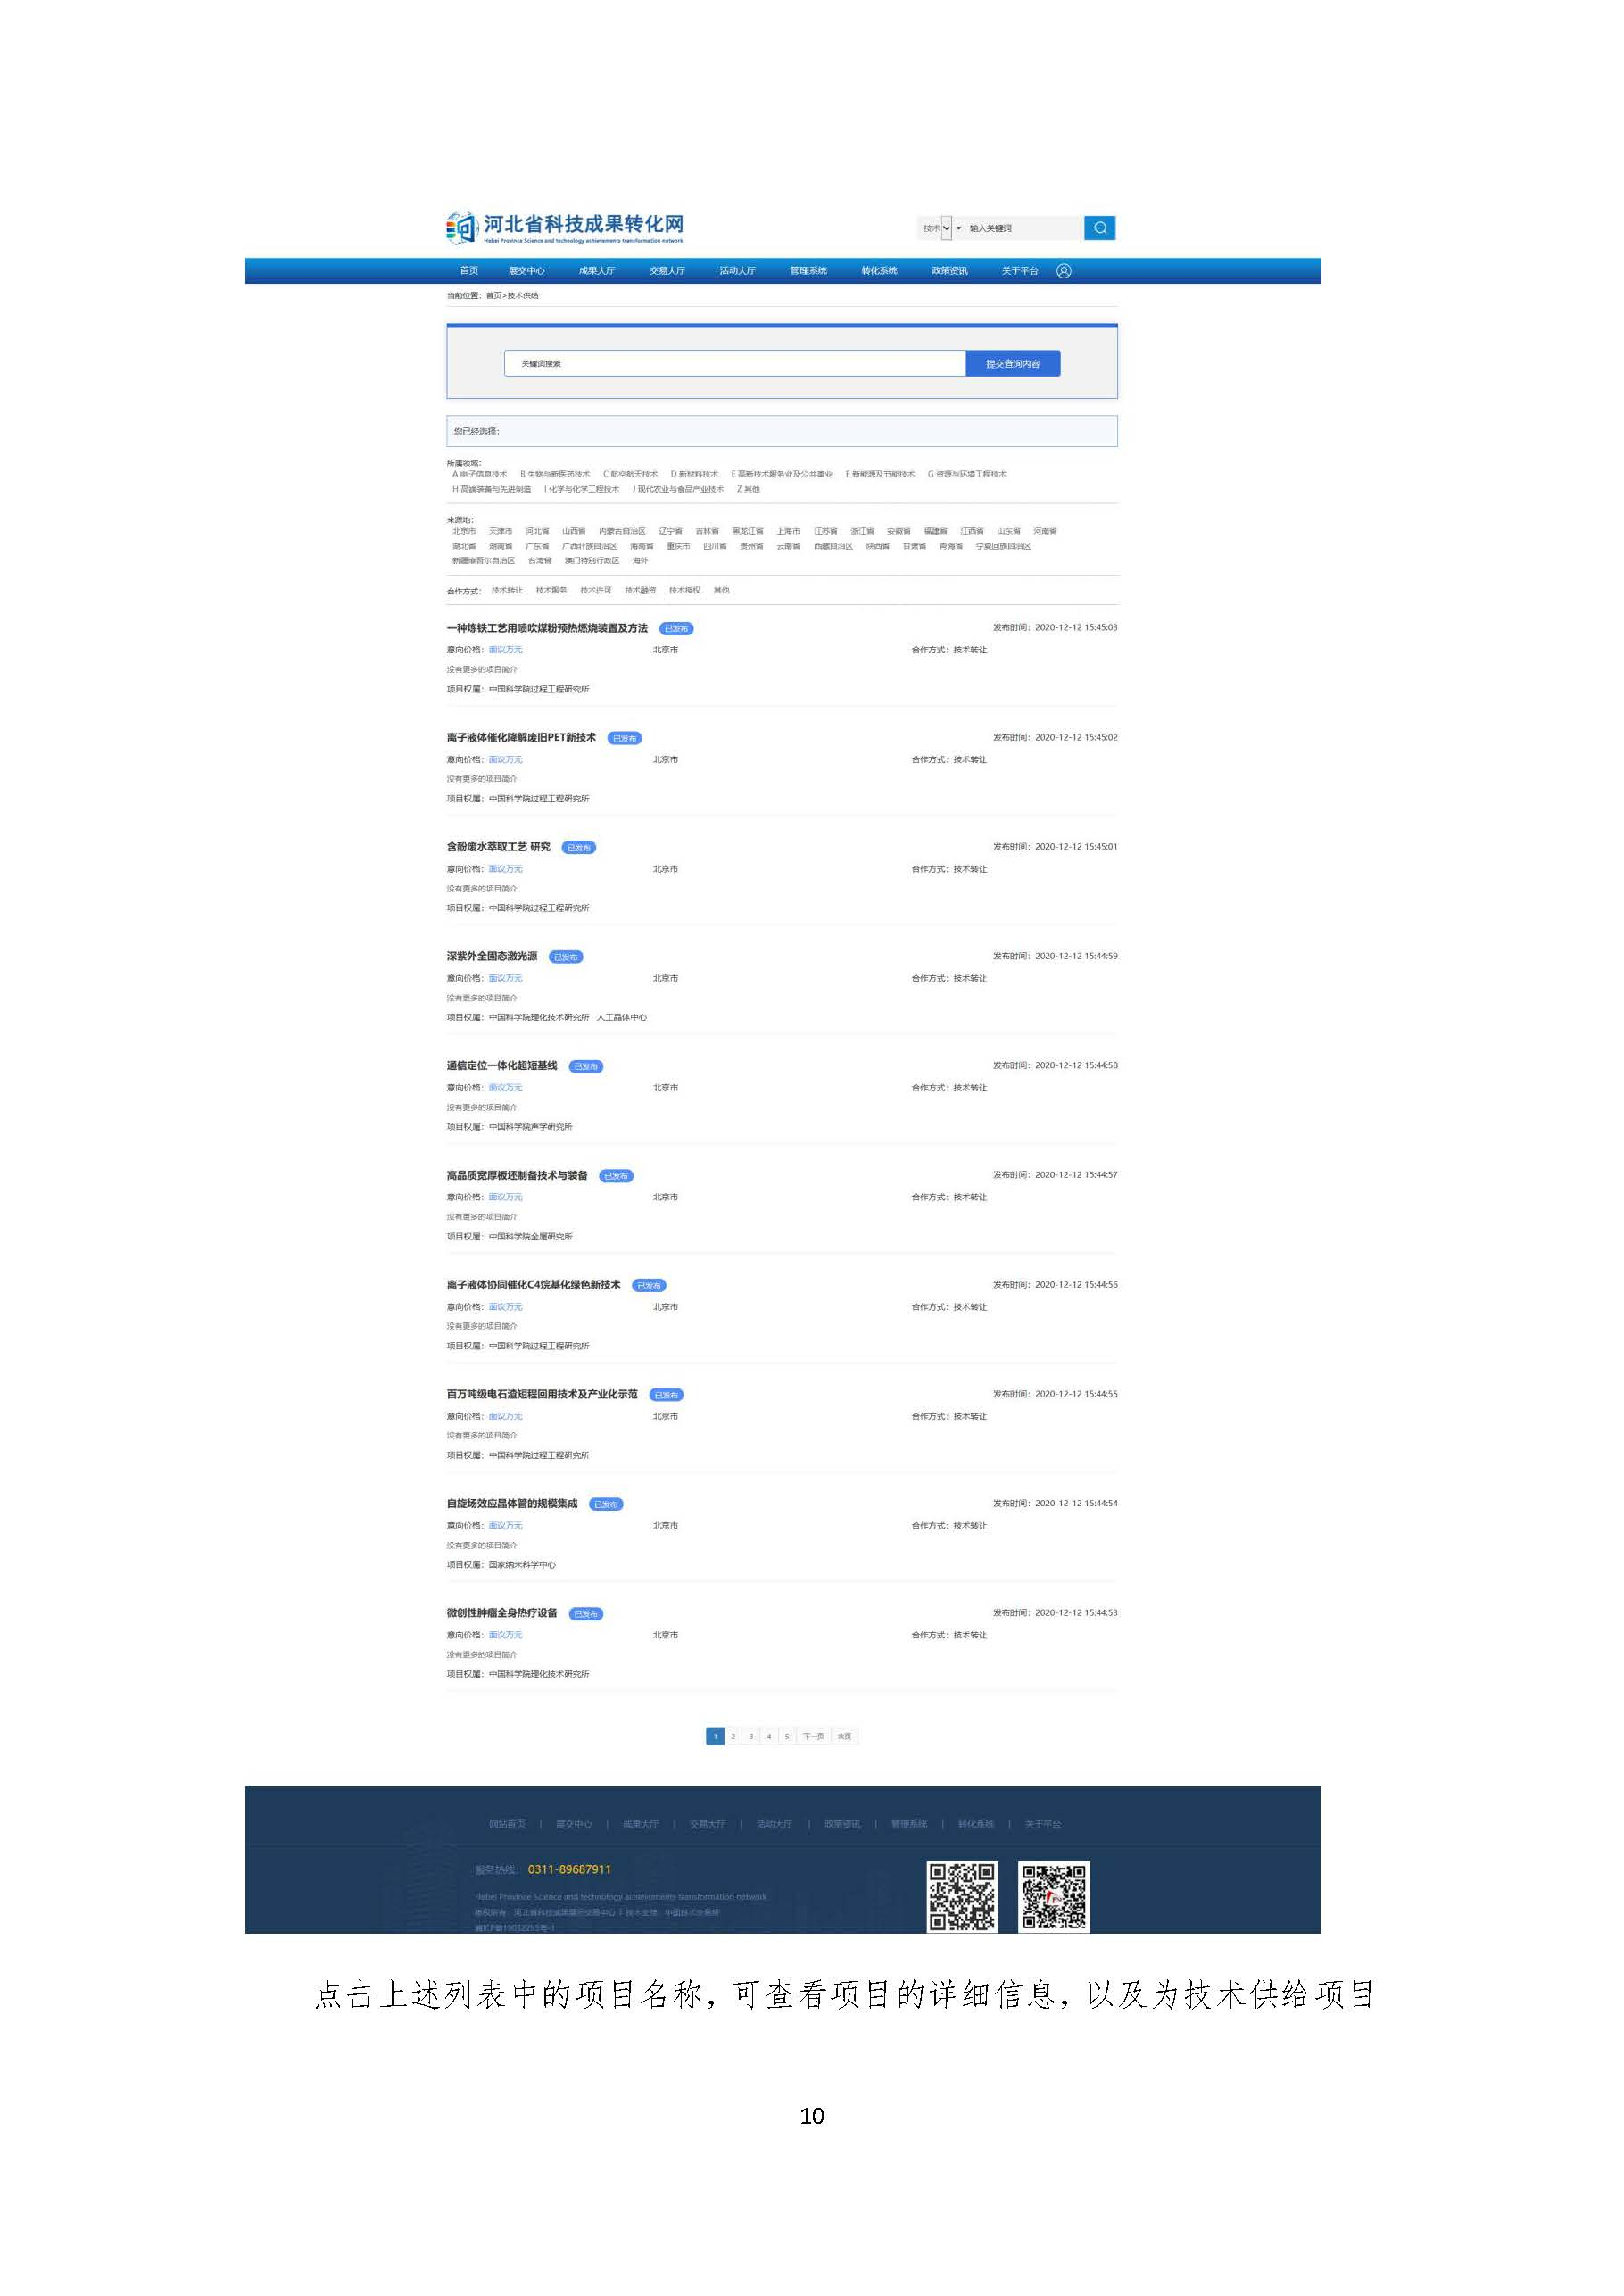 河北省科技成果转化网
Hebei Province Science and technology achievements transformation network
技术 输入关键词
首页 展交中心 成果大厅 交易大厅 活动大厅 管理系统 转化系统 政策资讯 关于平台
当前位置：首页>技术供给
关键词搜索 提交查询内容
您已经选择：
所属领域：
A 电子信息技术 B 生物与新医药技术 C 航空航天技术 D 新材料技术 E 高新技术服务业及公共事业 F 新能源及节能技术 G 资源与环境工程技术
H 高端装备与先进制造 I 化学与化学工程技术 J 现代农业与食品产业技术 Z 其他
来源地：
北京市 天津市 河北省 山西省 内蒙古自治区 辽宁省 吉林省 黑龙江省 上海市 江苏省 浙江省 安徽省 福建省 江西省 山东省 河南省
湖北省 湖南省 广东省 广西壮族自治区 海南省 重庆市 四川省 贵州省 云南省 西藏自治区 陕西省 甘肃省 青海省 宁夏回族自治区
新疆维吾尔自治区 台湾省 澳门特别行政区 海外
合作方式： 技术转让 技术服务 技术许可 技术融资 技术授权 其他
一种炼铁工艺用喷吹煤粉预热燃烧装置及方法 已发布 发布时间：2020-12-12 15:45:03
意向价格：面议万元 北京市 合作方式：技术转让
没有更多的项目简介
项目权属：中国科学院过程工程研究所
离子液体催化降解废旧PET新技术 已发布 发布时间：2020-12-12 15:45:02
意向价格：面议万元 北京市 合作方式：技术转让
没有更多的项目简介
项目权属：中国科学院过程工程研究所
含酚废水萃取工艺 研究 已发布 发布时间：2020-12-12 15:45:01
意向价格：面议万元 北京市 合作方式：技术转让
没有更多的项目简介
项目权属：中国科学院过程工程研究所
深紫外全固态激光源 已发布 发布时间：2020-12-12 15:44:59
意向价格：面议万元 北京市 合作方式：技术转让
没有更多的项目简介
项目权属：中国科学院理化技术研究所 人工晶体中心
通信定位一体化超短基线 已发布 发布时间：2020-12-12 15:44:58
意向价格：面议万元 北京市 合作方式：技术转让
没有更多的项目简介
项目权属：中国科学院声学研究所
高品质宽厚板坯制备技术与装备 已发布 发布时间：2020-12-12 15:44:57
意向价格：面议万元 北京市 合作方式：技术转让
没有更多的项目简介
项目权属：中国科学院金属研究所
离子液体协同催化C4烷基化绿色新技术 已发布 发布时间：2020-12-12 15:44:56
意向价格：面议万元 北京市 合作方式：技术转让
没有更多的项目简介
项目权属：中国科学院过程工程研究所
百万吨级电石渣短程回用技术及产业化示范 已发布 发布时间：2020-12-12 15:44:55
意向价格：面议万元 北京市 合作方式：技术转让
没有更多的项目简介
项目权属：中国科学院过程工程研究所
自旋场效应晶体管的规模集成 已发布 发布时间：2020-12-12 15:44:54
意向价格：面议万元 北京市 合作方式：技术转让
没有更多的项目简介
项目权属：国家纳米科学中心
微创性肿瘤全身热疗设备 已发布 发布时间：2020-12-12 15:44:53
意向价格：面议万元 北京市 合作方式：技术转让
没有更多的项目简介
项目权属：中国科学院理化技术研究所
1 2 3 4 5 下一页 末页
网站首页 | 展交中心 | 成果大厅 | 交易大厅 | 活动大厅 | 政策资讯 | 管理系统 | 转化系统 | 关于平台
服务热线： 0311-89687911
Hebei Province Science and technology achievements transformation network
版权所有：河北省科技成果展示交易中心 | 技术支持：中国技术交易所
冀ICP备19032293号-1
点击上述列表中的项目名称，可查看项目的详细信息，以及为技术供给项目
10